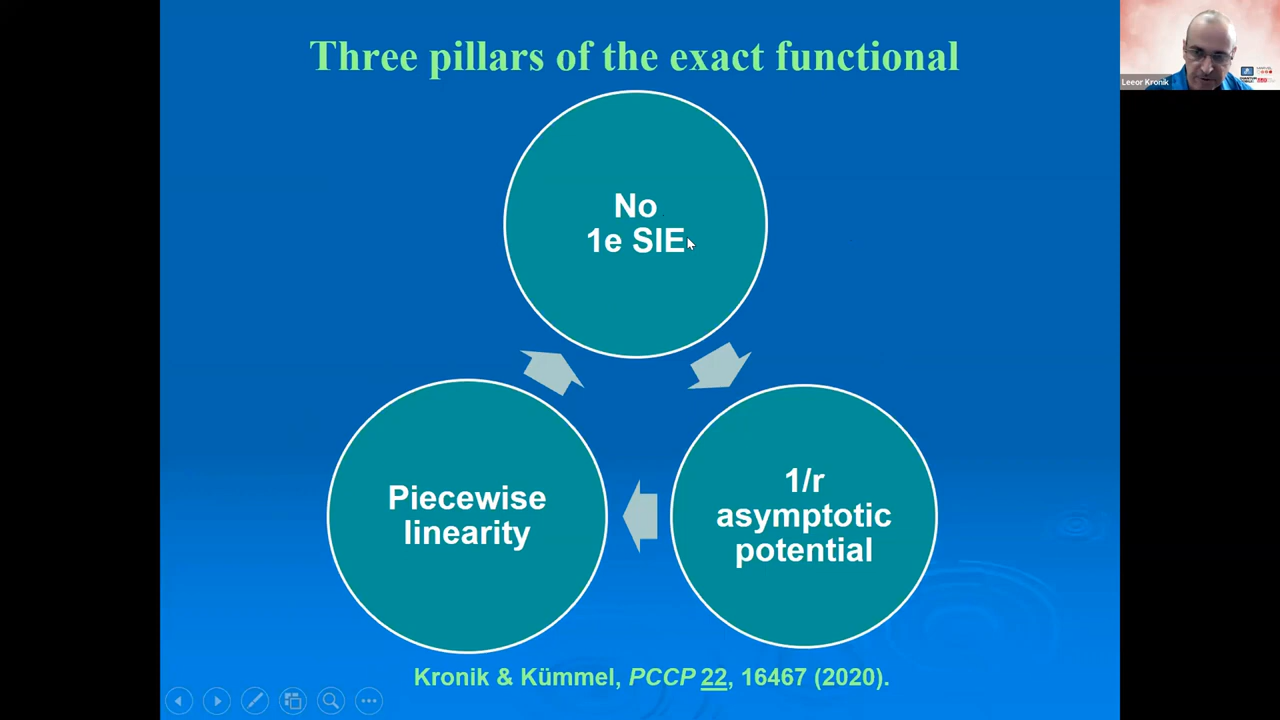 Three pillars of the exact functional
Leeor Kronik
No
1e SIE
Piecewise
linearity
1/r
asymptotic
potential
Kronik & Kümmel, PCCP 22, 16467 (2020).